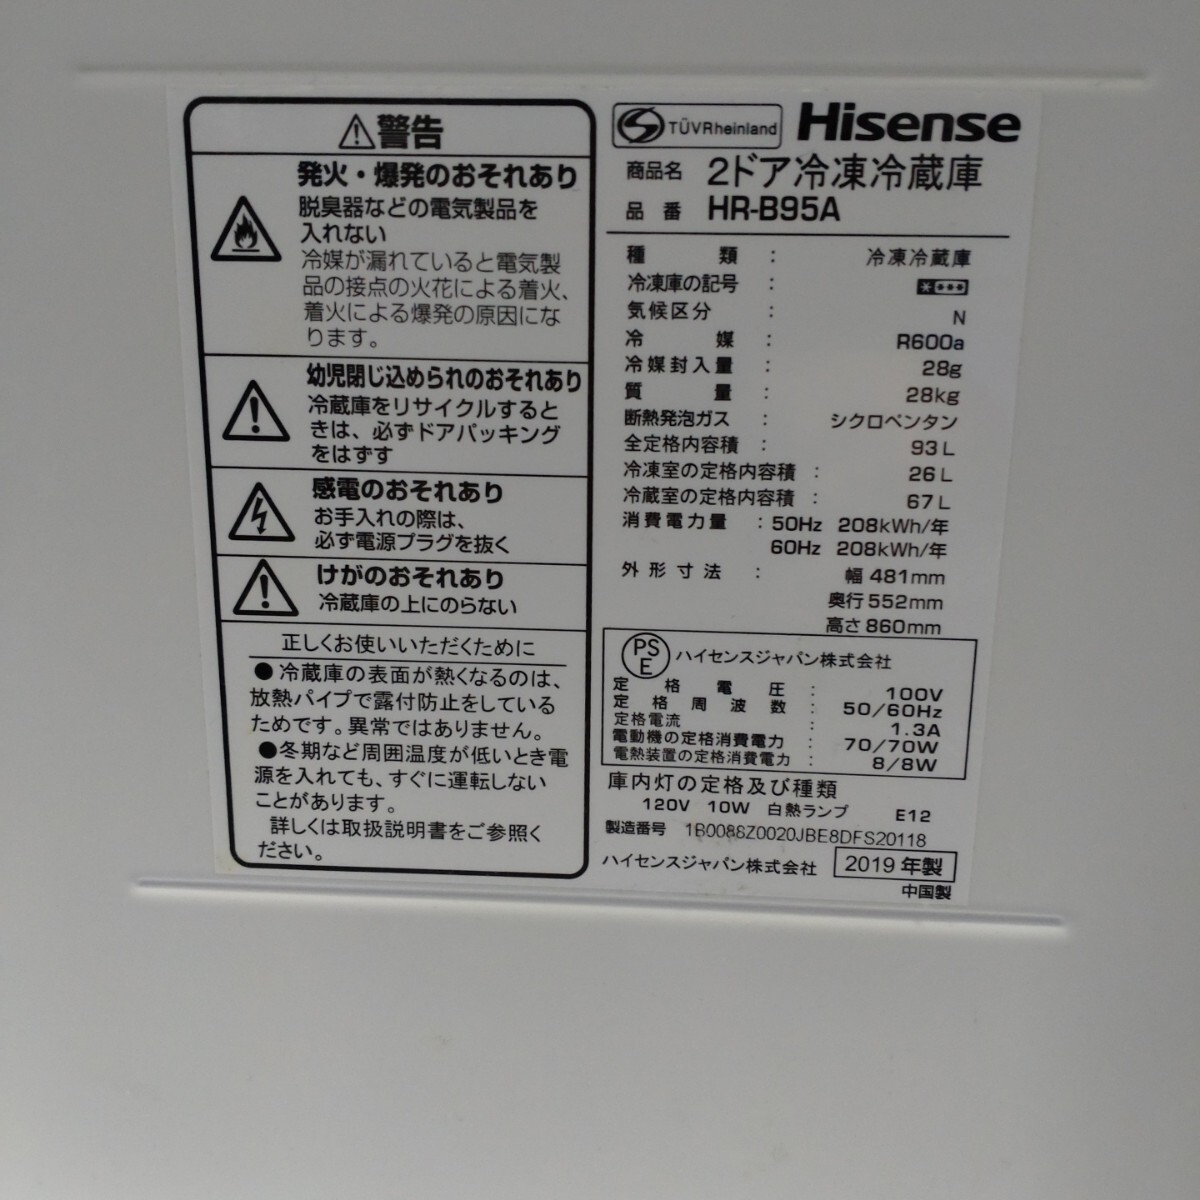 警告
発火・爆発のおそれあり
脱臭器などの電気製品を
入れない
冷媒が漏れていると電気製
品の接点の火花による着火、
着火による爆発の原因にな
ります。
幼児閉じ込められのおそれあり
冷蔵庫をリサイクルすると
きは、必ずドアパッキング
をはずす
感電のおそれあり
お手入れの際は、
必ず電源プラグを抜く
けがのおそれあり
冷蔵庫の上にのらない
正しくお使いいただくために
●冷蔵庫の表面が熱くなるのは、
放熱パイプで露付防止をしている
ためです。異常ではありません。
●冬期など周囲温度が低いとき電
源を入れても、すぐに運転しない
ことがあります。
詳しくは取扱説明書をご参照く
ださい。
TÜVRheinland Hisense
商品名 2ドア冷凍冷蔵庫
品番 HR-B95A
種類 : 冷凍冷蔵庫
冷凍庫の記号 : ****
気候区分 : N
冷媒 : R600a
冷媒封入量 : 28g
質量 : 28kg
断熱発泡ガス : シクロペンタン
全定格内容積 : 93L
冷凍室の定格内容積 : 26L
冷蔵室の定格内容積 : 67L
消費電力量 : 50Hz 208kWh/年
60Hz 208kWh/年
外形寸法 : 幅 481mm
奥行 552mm
高さ 860mm
PSE ハイセンスジャパン株式会社
定格電圧 : 100V
定格周波数 : 50/60Hz
定格電流 : 1.3A
電動機の定格消費電力 : 70/70W
電熱装置の定格消費電力 : 8/8W
庫内灯の定格及び種類
120V 10W 白熱ランプ E12
製造番号 1B0086Z0020JBE8DFS20118
ハイセンスジャパン株式会社 2019年製
中国製